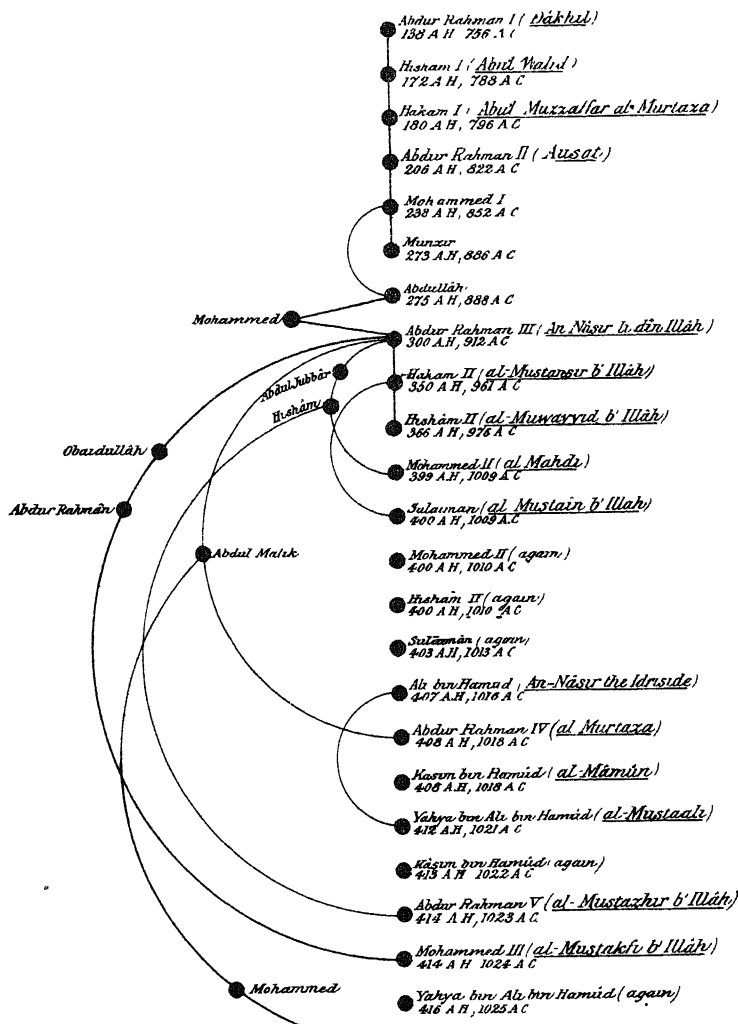 Abdur Rahman I (Dâkhil)
138 A H 756 A C
Hisham I (Abul Walid)
172 A H, 788 A C
Hakam I (Abul Muzzaffar al-Murtaza)
180 A H, 796 A C
Abdur Rahman II (Ausat)
206 A H, 822 A C
Mohammed I
238 A H, 852 A C
Munzir
273 A.H, 886 A C
Abdullâh
275 A H, 888 A C
Mohammed
Abdur Rahman III (An Nâsir li dîn Illâh)
300 A.H, 912 A C
Abdul Jubbâr
Hakam II (al-Mustansir b' Illâh)
350 A H, 961 A C
Hishâm
Hishâm II (al-Muwayyid b' Illâh)
366 A H, 976 A C
Obaidullâh
Mohammed II (al Mahdi)
399 A.H, 1009 A C
Abdur Rahmân
Sulaiman (al Mustain b' Illah)
400 A H, 1009 A.C
Abdul Malik
Mohammed II (again)
400 A H, 1010 A C
Hisham II (again)
400 A H, 1010 A C
Sulaimân (again)
403 A.H, 1013 A C
Ali bin Hamud (An-Nâsir the Idriside)
407 A.H, 1016 A C
Abdur Rahman IV (al Murtaza)
408 A H, 1018 A C
Kasim bin Hamúd (al-Mâmûn)
408 A.H, 1018 A C
Yahya bin Ali bin Hamúd (al-Mustaali)
412 A.H, 1021 A C
Kâsim bin Hamúd (again)
413 A H 1022 A C
Abdur Rahman V (al-Mustazhir b' Illâh)
414 A H, 1023 A C
Mohammed III (al-Mustakfi b' Illâh)
414 A H 1024 A C
Mohammed
Yahya bin Ali bin Hamúd (again)
416 A H, 1025 A C